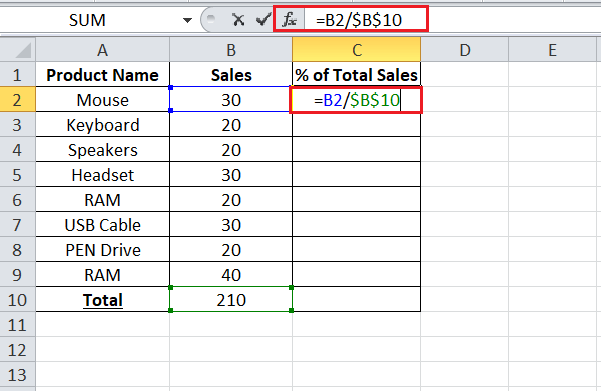 SUM fx =B2/$B$10
A B C D E
1 Product Name Sales % of Total Sales
2 Mouse 30 =B2/$B$10
3 Keyboard 20
4 Speakers 20
5 Headset 30
6 RAM 20
7 USB Cable 30
8 PEN Drive 20
9 RAM 40
10 Total 210
11
12
13